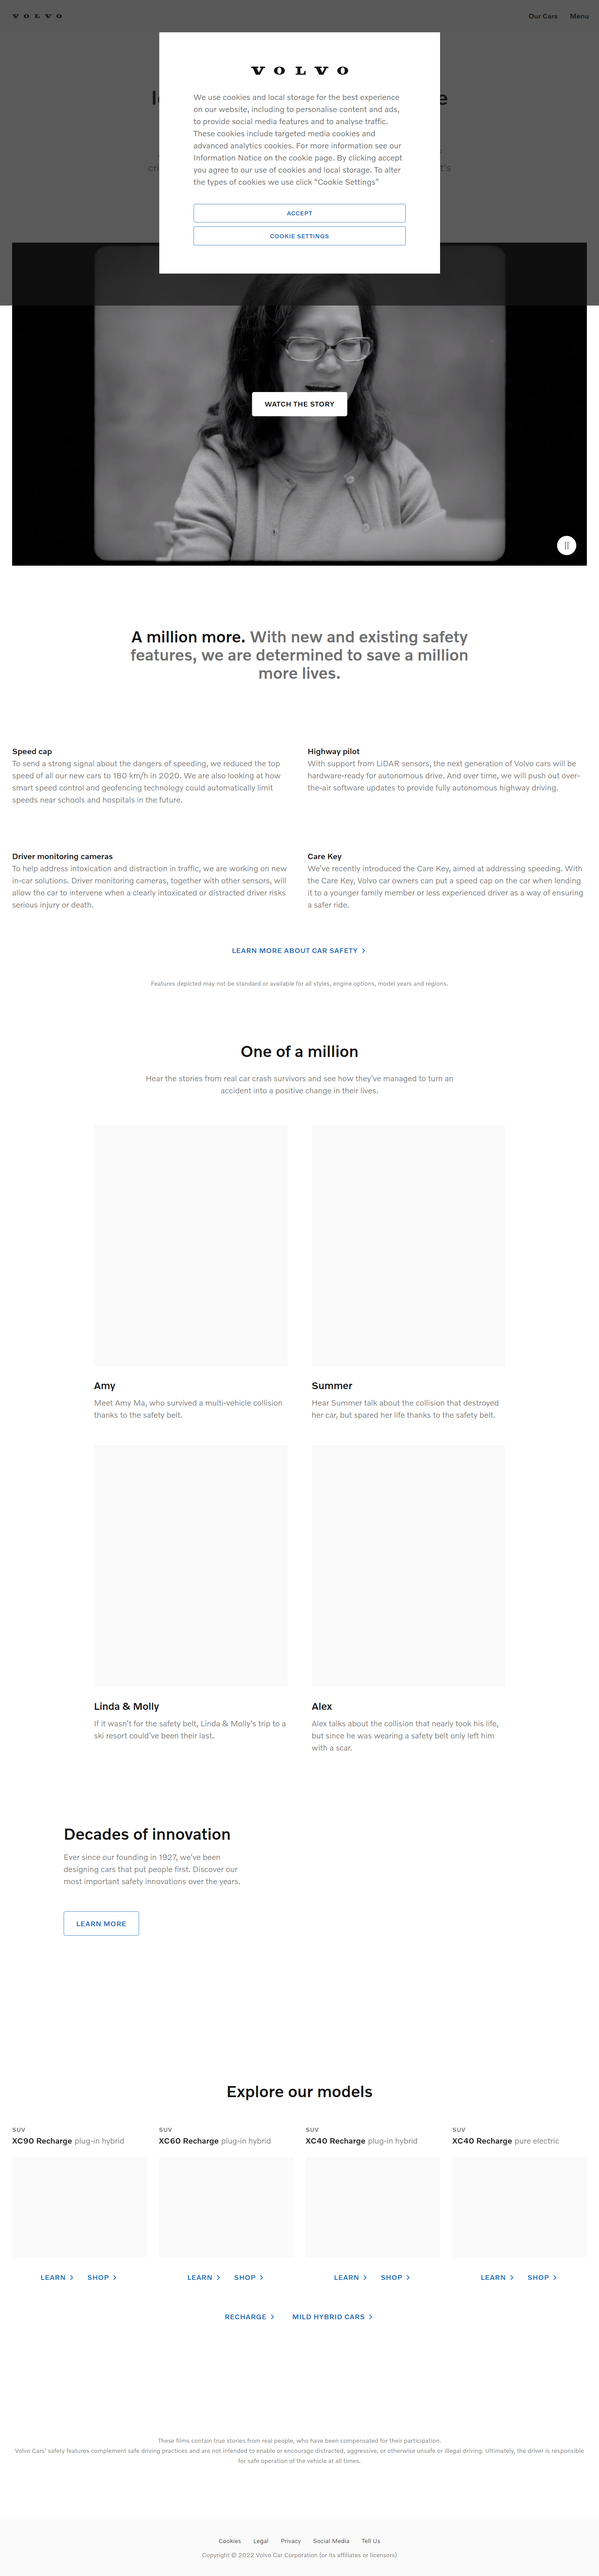 VOLVO
Our Cars
Menu
VOLVO
We use cookies and local storage for the best experience
on our website, including to personalise content and ads,
to provide social media features and to analyse traffic.
These cookies include targeted media cookies and
advanced analytics cookies. For more information see our
Information Notice on the cookie page. By clicking accept
you agree to our use of cookies and local storage. To alter
the types of cookies we use click "Cookie Settings"
ACCEPT
COOKIE SETTINGS
WATCH THE STORY
A million more. With new and existing safety
features, we are determined to save a million
more lives.
Speed cap
To send a strong signal about the dangers of speeding, we reduced the top
speed of all our new cars to 180 km/h in 2020. We are also looking at how
smart speed control and geofencing technology could automatically limit
speeds near schools and hospitals in the future.
Highway pilot
With support from LiDAR sensors, the next generation of Volvo cars will be
hardware-ready for autonomous drive. And over time, we will push out over-
the-air software updates to provide fully autonomous highway driving.
Driver monitoring cameras
To help address intoxication and distraction in traffic, we are working on new
in-car solutions. Driver monitoring cameras, together with other sensors, will
allow the car to intervene when a clearly intoxicated or distracted driver risks
serious injury or death.
Care Key
We've recently introduced the Care Key, aimed at addressing speeding. With
the Care Key, Volvo car owners can put a speed cap on the car when lending
it to a younger family member or less experienced driver as a way of ensuring
a safer ride.
LEARN MORE ABOUT CAR SAFETY
Features depicted may not be standard or available for all styles, engine options, model years and regions.
One of a million
Hear the stories from real car crash survivors and see how they've managed to turn an
accident into a positive change in their lives.
Amy
Meet Amy Ma, who survived a multi-vehicle collision
thanks to the safety belt.
Summer
Hear Summer talk about the collision that destroyed
her car, but spared her life thanks to the safety belt.
Linda & Molly
If it wasn't for the safety belt, Linda & Molly's trip to a
ski resort could've been their last.
Alex
Alex talks about the collision that nearly took his life,
but since he was wearing a safety belt only left him
with a scar.
Decades of innovation
Ever since our founding in 1927, we've been
designing cars that put people first. Discover our
most important safety innovations over the years.
LEARN MORE
Explore our models
SUV
XC90 Recharge plug-in hybrid
LEARN
SHOP
SUV
XC60 Recharge plug-in hybrid
LEARN
SHOP
SUV
XC40 Recharge plug-in hybrid
LEARN
SHOP
SUV
XC40 Recharge pure electric
LEARN
SHOP
RECHARGE
MILD HYBRID CARS
These films contain true stories from real people, who have been compensated for their participation.
Volvo Cars' safety features complement safe driving practices and are not intended to enable or encourage distracted, aggressive, or otherwise unsafe or illegal driving. Ultimately, the driver is responsible
for safe operation of the vehicle at all times.
Cookies
Legal
Privacy
Social Media
Tell Us
Copyright © 2022 Volvo Car Corporation (or its affiliates or licensors)